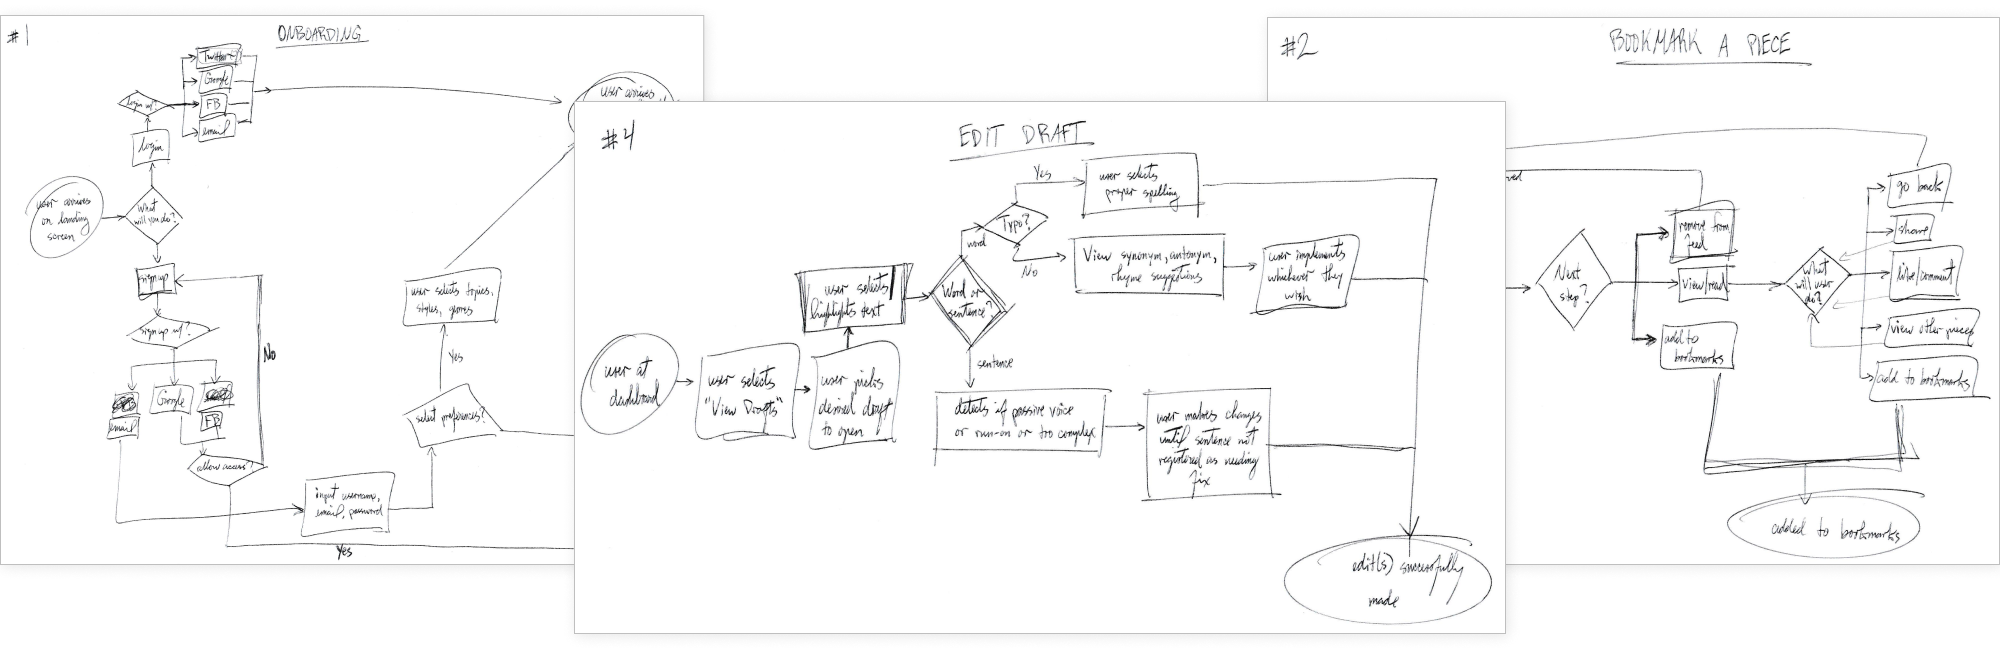 #1
ONBOARDING
Twitter
Google
FB
email
login w/?
login
user arrives
on landing
screen
What
will you do?
sign up
sign up w/?
No
Google
email
FB
allow access?
Yes
input username,
email, password
select preferences?
Yes
user selects topics,
styles, genres
user arrives
#4
EDIT DRAFT
user at
dashboard
user selects
"View Drafts"
user picks
desired draft
to open
user selects/
highlights text
Word or
sentence?
word
Typo?
Yes
user selects
proper spelling
No
View synonym, antonym,
rhyme suggestions
user implements
whichever they
wish
sentence
detects if passive voice
or run-on or too complex
user makes changes
until sentence not
registered as needing
fix
edit(s) successfully
made
#2
BOOKMARK A PIECE
ved
Next
step?
remove from
feed
view/read
add to
bookmarks
What
will user
do?
go back
share
like/comment
view other pieces
add to bookmarks
added to bookmarks